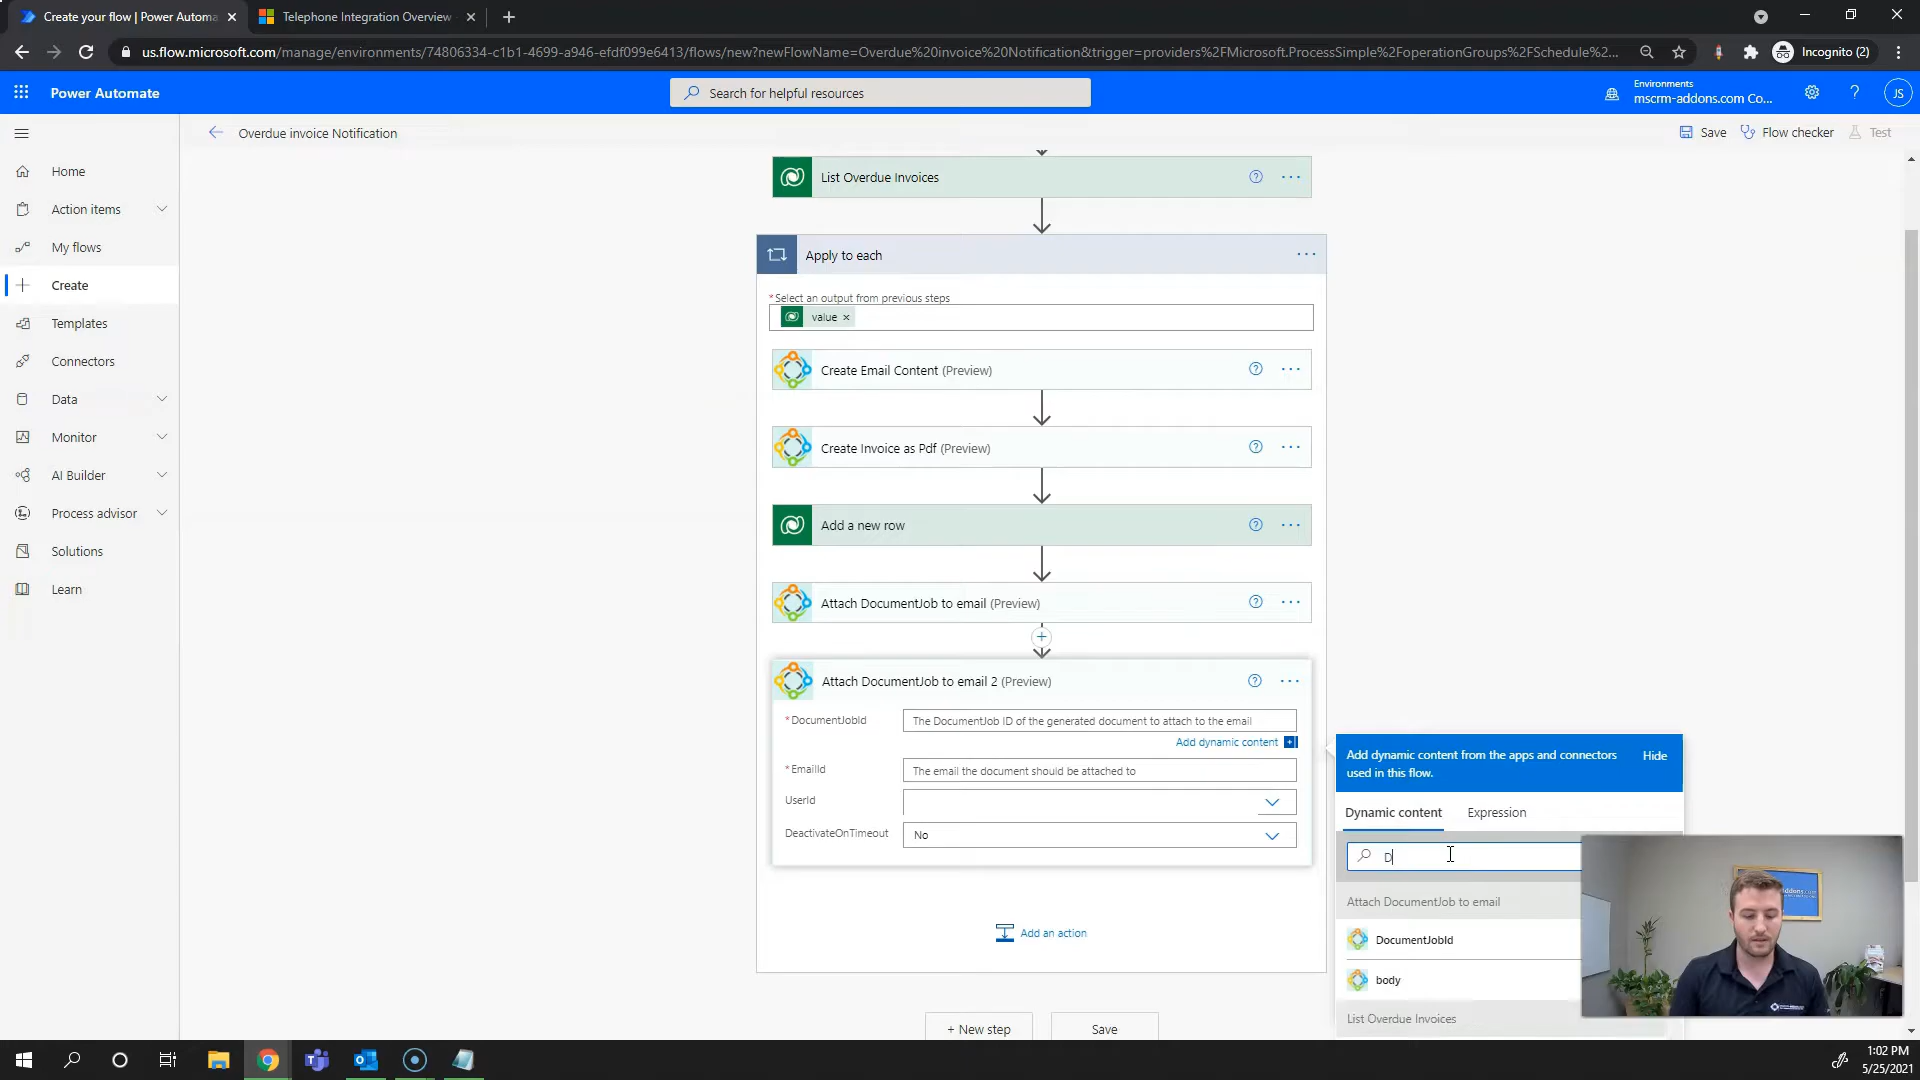 Create your flow | Power Automa
Telephone Integration Overview
us.flow.microsoft.com/manage/environments/74806334-c1b1-4699-a946-efdf099e6413/flows/new?newFlowName=Overdue%20invoice%20Notification&trigger=providers%2FMicrosoft.ProcessSimple%2FoperationGroups%2FSchedule%2...
Incognito (2)
Power Automate
Search for helpful resources
Environments
mscrm-addons.com Co...
JS
Overdue invoice Notification
Save
Flow checker
Test
Home
Action items
My flows
Create
Templates
Connectors
Data
Monitor
AI Builder
Process advisor
Solutions
Learn
List Overdue Invoices
Apply to each
* Select an output from previous steps
value
Create Email Content (Preview)
Create Invoice as Pdf (Preview)
Add a new row
Attach DocumentJob to email (Preview)
Attach DocumentJob to email 2 (Preview)
* DocumentJobId
The DocumentJob ID of the generated document to attach to the email
Add dynamic content
* EmailId
The email the document should be attached to
UserId
DeactivateOnTimeout
No
Add an action
+ New step
Save
Add dynamic content from the apps and connectors
used in this flow.
Hide
Dynamic content
Expression
D
Attach DocumentJob to email
DocumentJobId
body
List Overdue Invoices
1:02 PM
5/25/2021